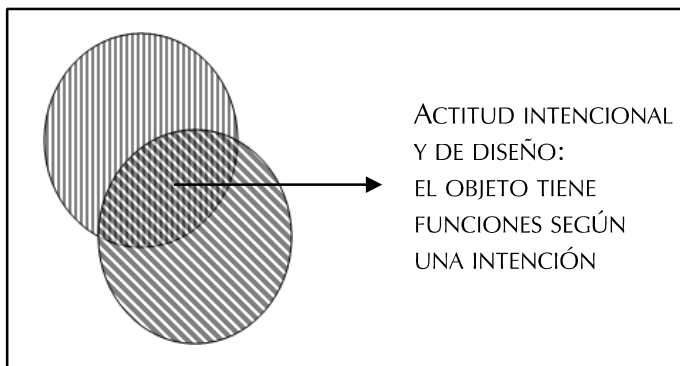 ACTITUD INTENCIONAL
Y DE DISEÑO:
EL OBJETO TIENE
FUNCIONES SEGÚN
UNA INTENCIÓN